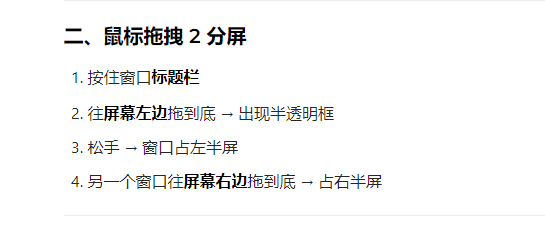 二、鼠标拖拽 2 分屏
1. 按住窗口标题栏
2. 往屏幕左边拖到底 → 出现半透明框
3. 松手 → 窗口占左半屏
4. 另一个窗口往屏幕右边拖到底 → 占右半屏